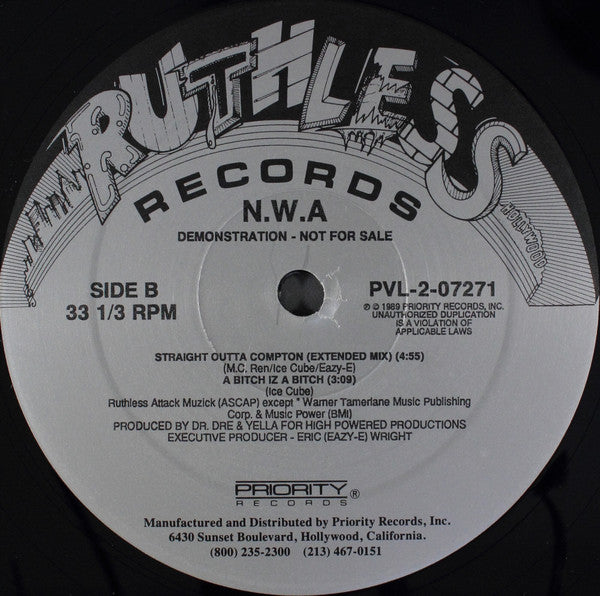 RUTHLESS
HOLLYWOOD
RECORDS
N.W.A
DEMONSTRATION - NOT FOR SALE
SIDE B
33 1/3 RPM
PVL-2-07271
℗ © 1989 PRIORITY RECORDS, INC.
UNAUTHORIZED DUPLICATION
IS A VIOLATION OF
APPLICABLE LAWS
STRAIGHT OUTTA COMPTON (EXTENDED MIX) (4:55)
(M.C. Ren/Ice Cube/Eazy-E)
A BITCH IZ A BITCH (3:09)
(Ice Cube)
Ruthless Attack Muzick (ASCAP) except * Warner Tamerlane Music Publishing
Corp. & Music Power (BMI)
PRODUCED BY DR. DRE & YELLA FOR HIGH POWERED PRODUCTIONS
EXECUTIVE PRODUCER - ERIC (EAZY-E) WRIGHT
PRIORITY ®
RECORDS
Manufactured and Distributed by Priority Records, Inc.
6430 Sunset Boulevard, Hollywood, California.
(800) 235-2300 (213) 467-0151